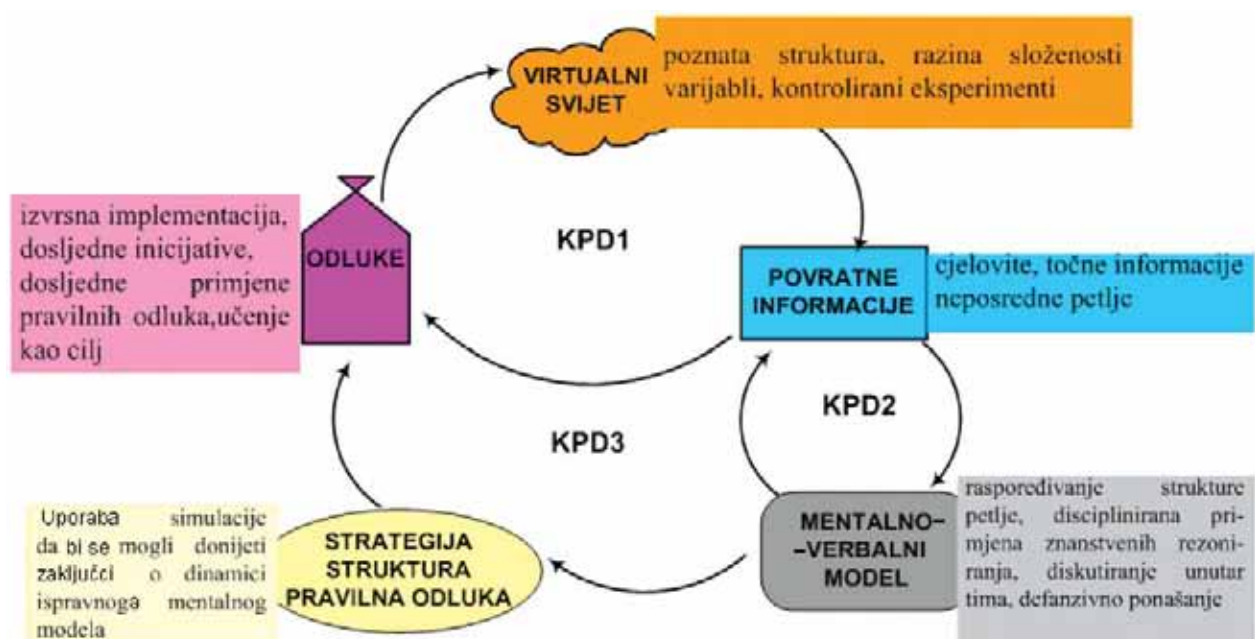 VIRTUALNI
SVIJET
poznata struktura, razina složenosti
varijabli, kontrolirani eksperimenti
izvrsna implementacija,
dosljedne inicijative,
dosljedne primjene
pravilnih odluka,učenje
kao cilj
ODLUKE
KPD1
POVRATNE
INFORMACIJE
cjelovite, točne informacije
neposredne petlje
KPD2
KPD3
Uporaba simulacije
da bi se mogli donijeti
zaključci o dinamici
ispravnoga mentalnog
modela
STRATEGIJA
STRUKTURA
PRAVILNA ODLUKA
MENTALNO–
–VERBALNI
MODEL
raspoređivanje strukture
petlje, disciplinirana pri-
mjena znanstvenih rezoni-
ranja, diskutiranje unutar
tima, defanzivno ponašanje